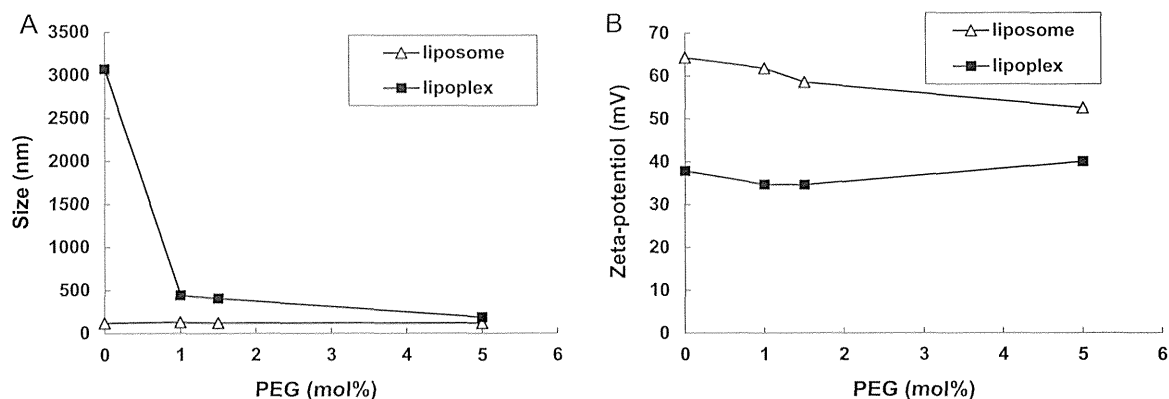 A
3500
3000
2500
2000
1500
1000
500
0
Size (nm)
liposome
lipoplex
0 1 2 3 4 5 6
PEG (mol%)
B
70
60
50
40
30
20
10
0
Zeta-potentiol (mV)
liposome
lipoplex
0 1 2 3 4 5 6
PEG (mol%)